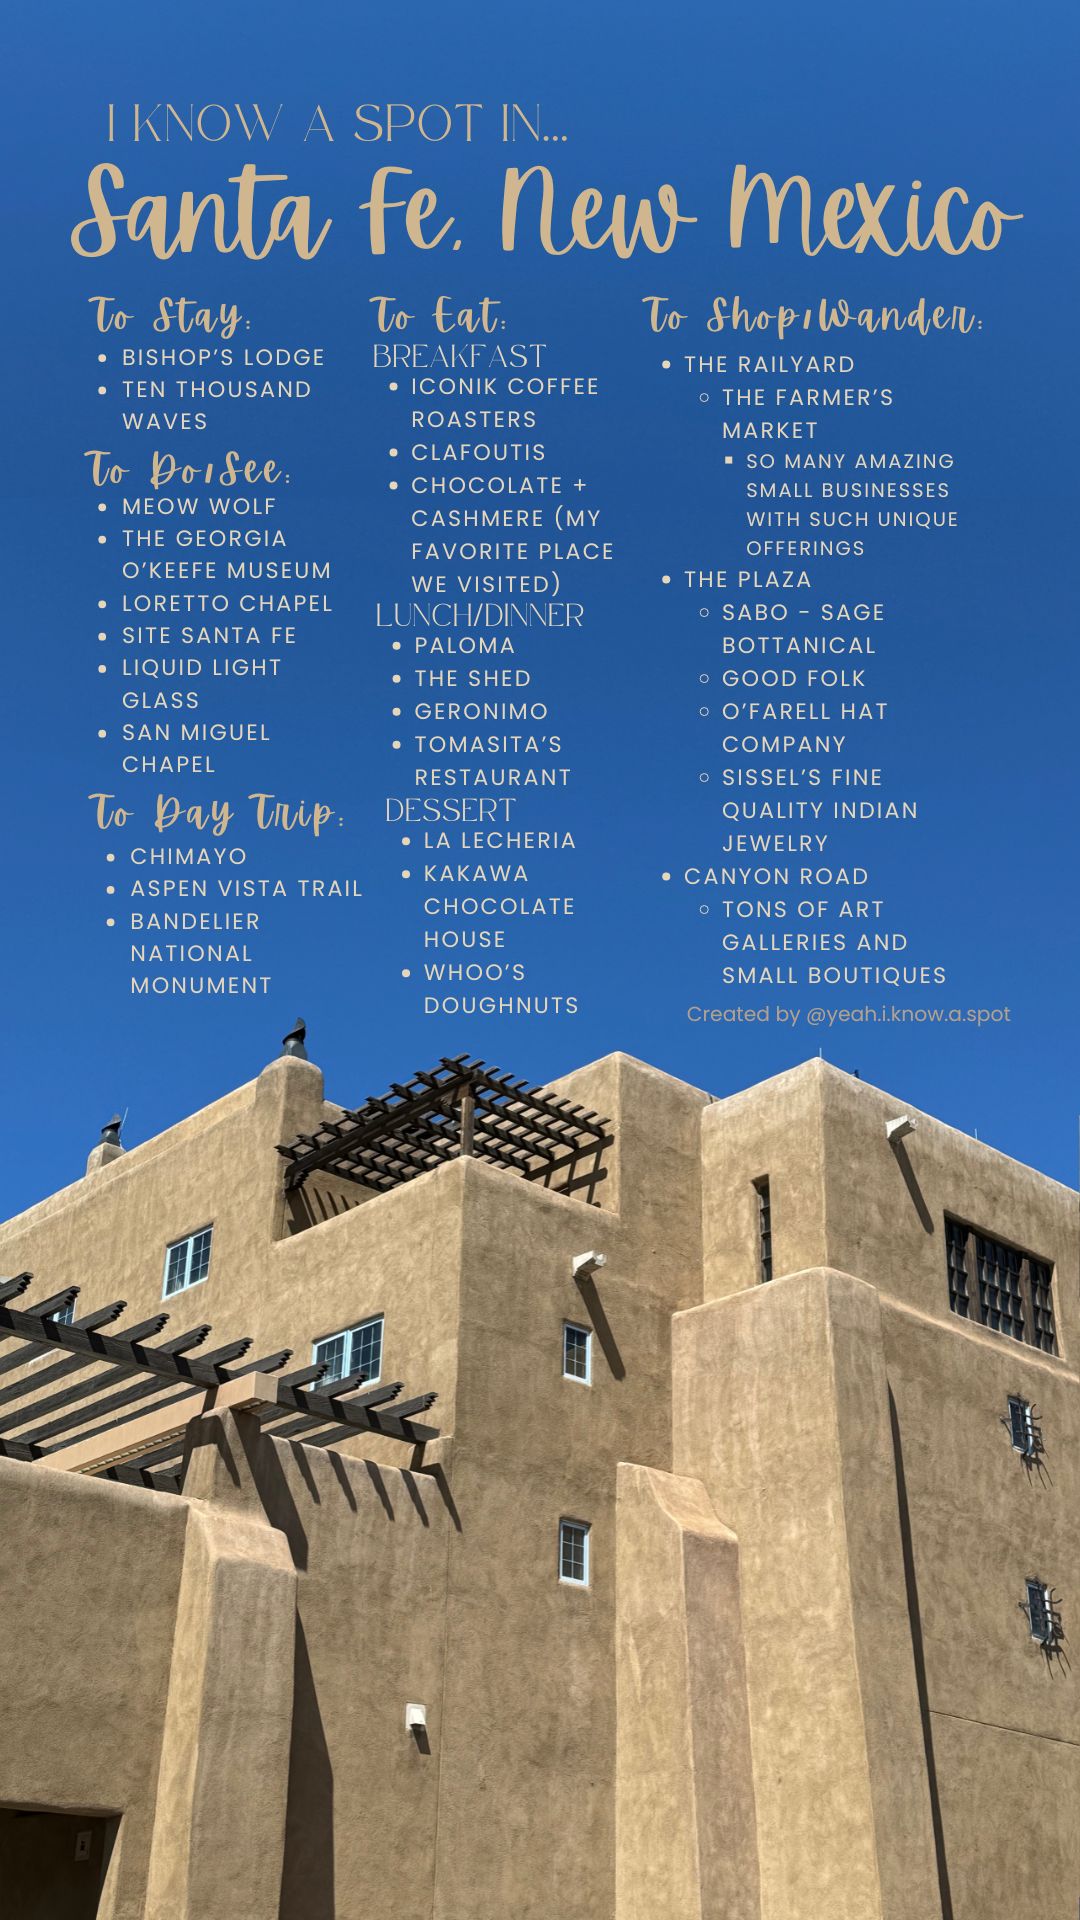 I KNOW A SPOT IN...
Santa Fe, New Mexico
To Stay:
BISHOP'S LODGE
TEN THOUSAND
WAVES
To Do/See:
MEOW WOLF
THE GEORGIA
O'KEEFE MUSEUM
LORETTO CHAPEL
SITE SANTA FE
LIQUID LIGHT
GLASS
SAN MIGUEL
CHAPEL
To Day Trip:
CHIMAYO
ASPEN VISTA TRAIL
BANDELIER
NATIONAL
MONUMENT
To Eat:
BREAKFAST
ICONIK COFFEE
ROASTERS
CLAFOUTIS
CHOCOLATE +
CASHMERE (MY
FAVORITE PLACE
WE VISITED)
LUNCH/DINNER
PALOMA
THE SHED
GERONIMO
TOMASITA'S
RESTAURANT
DESSERT
LA LECHERIA
KAKAWA
CHOCOLATE
HOUSE
WHOO'S
DOUGHNUTS
To Shop/Wander:
THE RAILYARD
THE FARMER'S
MARKET
SO MANY AMAZING
SMALL BUSINESSES
WITH SUCH UNIQUE
OFFERINGS
THE PLAZA
SABO - SAGE
BOTTANICAL
GOOD FOLK
O'FARELL HAT
COMPANY
SISSEL'S FINE
QUALITY INDIAN
JEWELRY
CANYON ROAD
TONS OF ART
GALLERIES AND
SMALL BOUTIQUES
Created by @yeah.i.know.a.spot